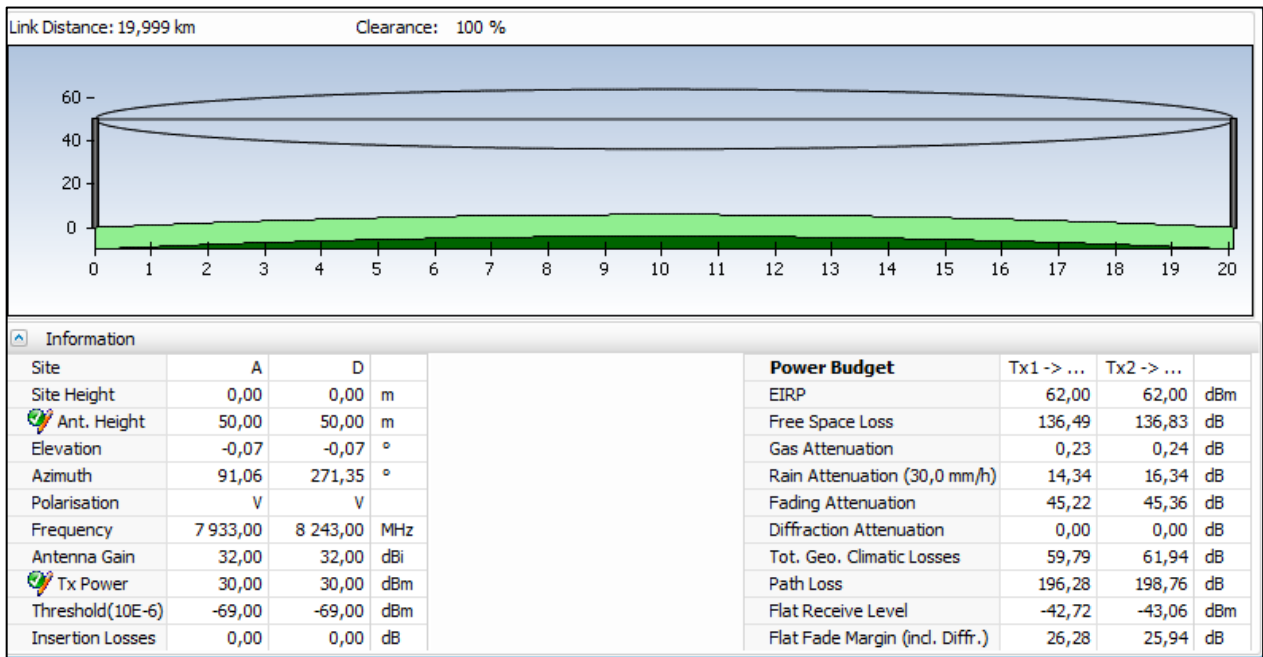 Link Distance: 19,999 km Clearance: 100 %
60
40
20
0
0 1 2 3 4 5 6 7 8 9 10 11 12 13 14 15 16 17 18 19 20
Information
Site A D
Site Height 0,00 0,00 m
Ant. Height 50,00 50,00 m
Elevation -0,07 -0,07 °
Azimuth 91,06 271,35 °
Polarisation V V
Frequency 7 933,00 8 243,00 MHz
Antenna Gain 32,00 32,00 dBi
Tx Power 30,00 30,00 dBm
Threshold(10E-6) -69,00 -69,00 dBm
Insertion Losses 0,00 0,00 dB
Power Budget Tx1 -> ... Tx2 -> ...
EIRP 62,00 62,00 dBm
Free Space Loss 136,49 136,83 dB
Gas Attenuation 0,23 0,24 dB
Rain Attenuation (30,0 mm/h) 14,34 16,34 dB
Fading Attenuation 45,22 45,36 dB
Diffraction Attenuation 0,00 0,00 dB
Tot. Geo. Climatic Losses 59,79 61,94 dB
Path Loss 196,28 198,76 dB
Flat Receive Level -42,72 -43,06 dBm
Flat Fade Margin (incl. Diffr.) 26,28 25,94 dB